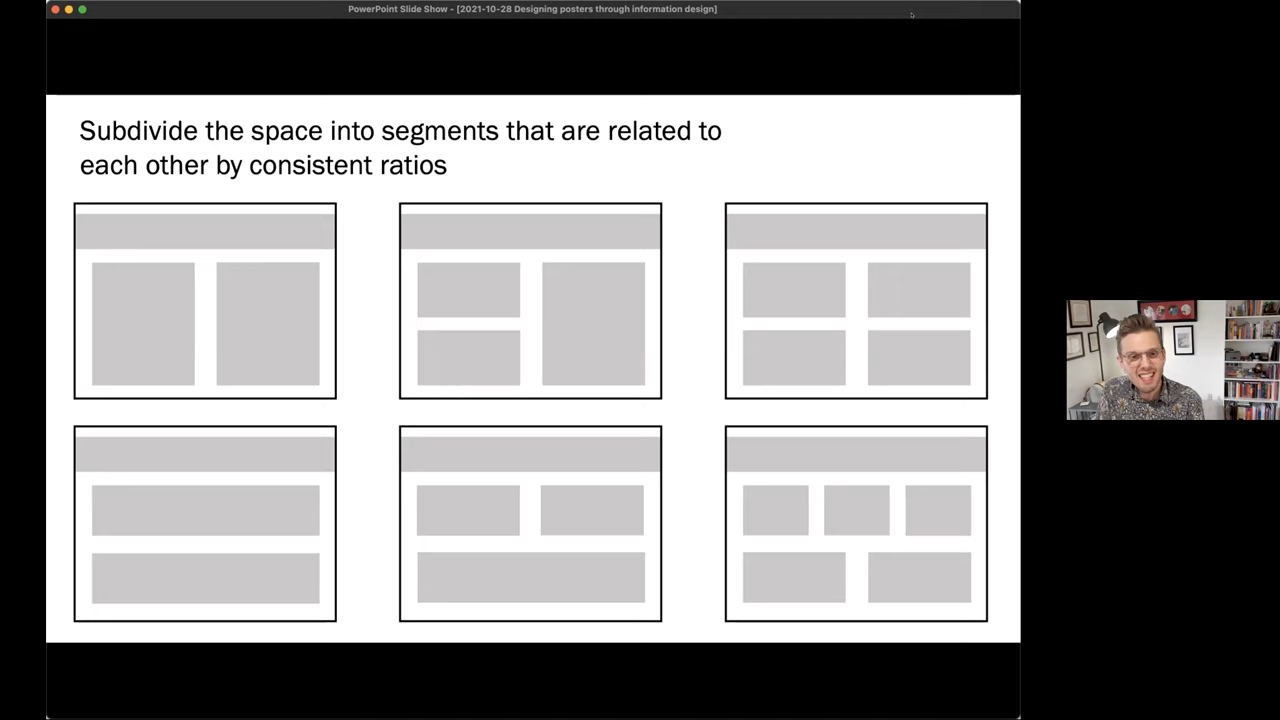 PowerPoint Slide Show - [2021-10-28 Designing posters through information design]
Subdivide the space into segments that are related to
each other by consistent ratios